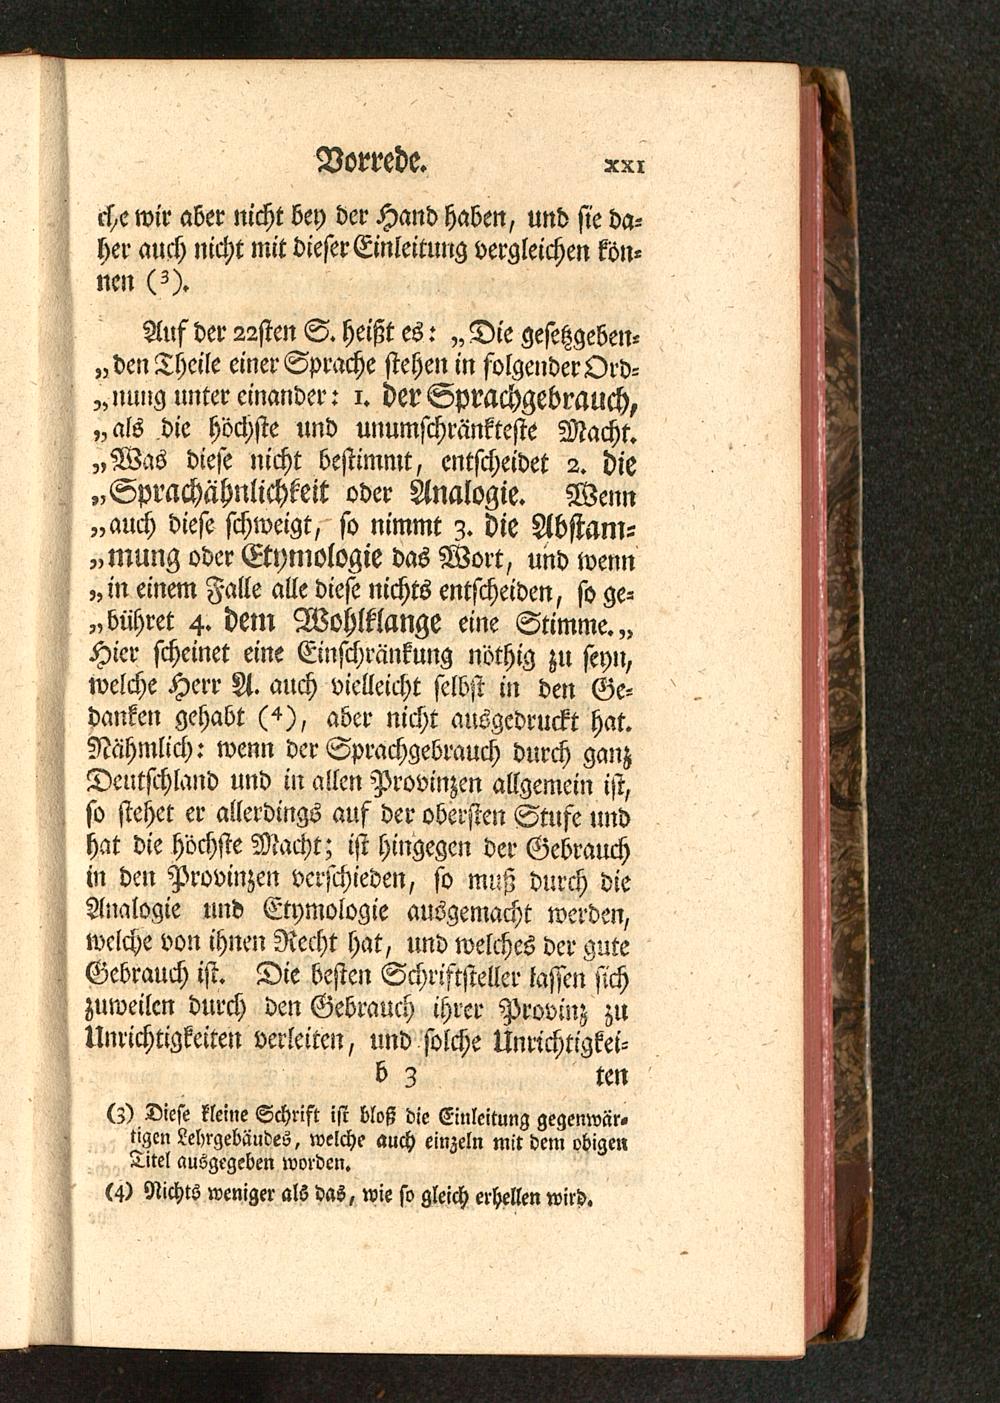 Vorrede. XXI
che wir aber nicht bey der Hand haben, und sie da=
her auch nicht mit dieser Einleitung vergleichen kön=
nen (3).
Auf der 22sten S. heißt es: „Die gesetzgeben=
„den Theile einer Sprache stehen in folgender Ord=
„nung unter einander: 1. der Sprachgebrauch,
„als die höchste und unumschränkteste Macht.
„Was diese nicht bestimmt, entscheidet 2. die
„Sprachähnlichkeit oder Analogie. Wenn
„auch diese schweigt, so nimmt 3. die Abstam=
„mung oder Etymologie das Wort, und wenn
„in einem Falle alle diese nichts entscheiden, so ge=
„bühret 4. dem Wohlklange eine Stimme.„
Hier scheinet eine Einschränkung nöthig zu seyn,
welche Herr A. auch vielleicht selbst in den Ge=
danken gehabt (4), aber nicht ausgedruckt hat.
Nähmlich: wenn der Sprachgebrauch durch ganz
Deutschland und in allen Provinzen allgemein ist,
so stehet er allerdings auf der obersten Stufe und
hat die höchste Macht; ist hingegen der Gebrauch
in den Provinzen verschieden, so muß durch die
Analogie und Etymologie ausgemacht werden,
welche von ihnen Recht hat, und welches der gute
Gebrauch ist. Die besten Schriftsteller lassen sich
zuweilen durch den Gebrauch ihrer Provinz zu
Unrichtigkeiten verleiten, und solche Unrichtigkei=
b 3 ten
(3) Diese kleine Schrift ist bloß die Einleitung gegenwär=
tigen Lehrgebäudes, welche auch einzeln mit dem obigen
Titel ausgegeben worden.
(4) Nichts weniger als das, wie so gleich erhellen wird.